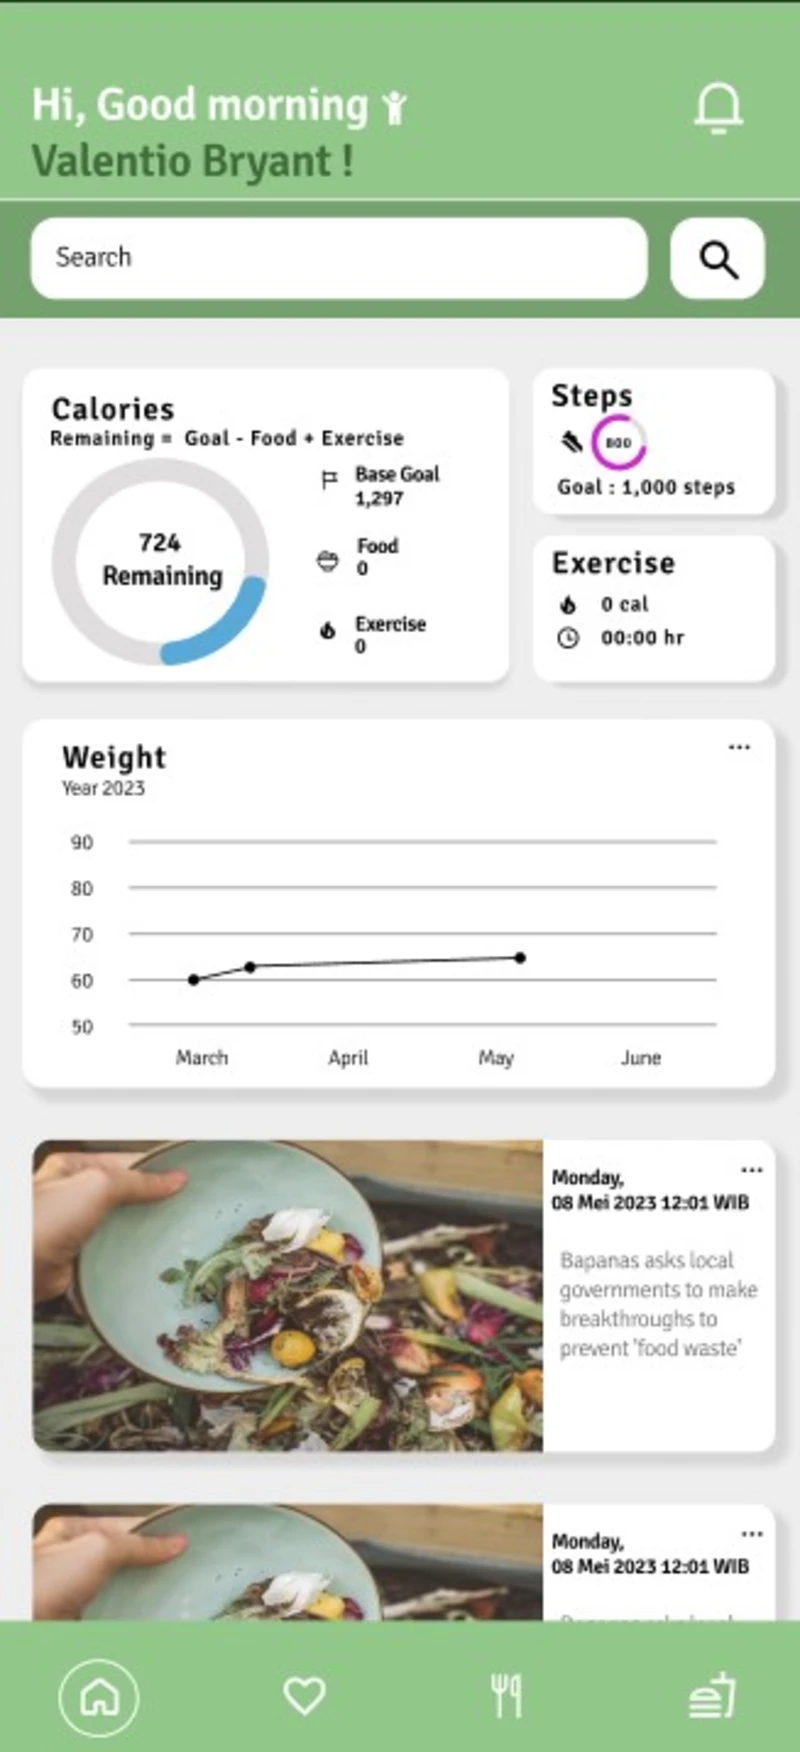 Hi, Good morning
Valentio Bryant !
Search
Calories
Remaining = Goal - Food + Exercise
724
Remaining
Base Goal
1,297
Food
0
Exercise
0
Steps
800
Goal : 1,000 steps
Exercise
0 cal
00:00 hr
Weight
Year 2023
90
80
70
60
50
March April May June
Monday,
08 Mei 2023 12:01 WIB
Bapanas asks local
governments to make
breakthroughs to
prevent 'food waste'
Monday,
08 Mei 2023 12:01 WIB